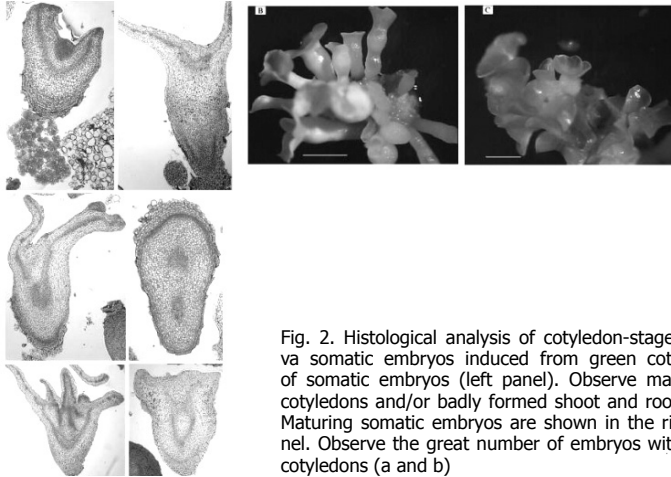 B
C
Fig. 2. Histological analysis of cotyledon-stage
va somatic embryos induced from green cot
of somatic embryos (left panel). Observe ma
cotyledons and/or badly formed shoot and roo
Maturing somatic embryos are shown in the ri
nel. Observe the great number of embryos wit
cotyledons (a and b)